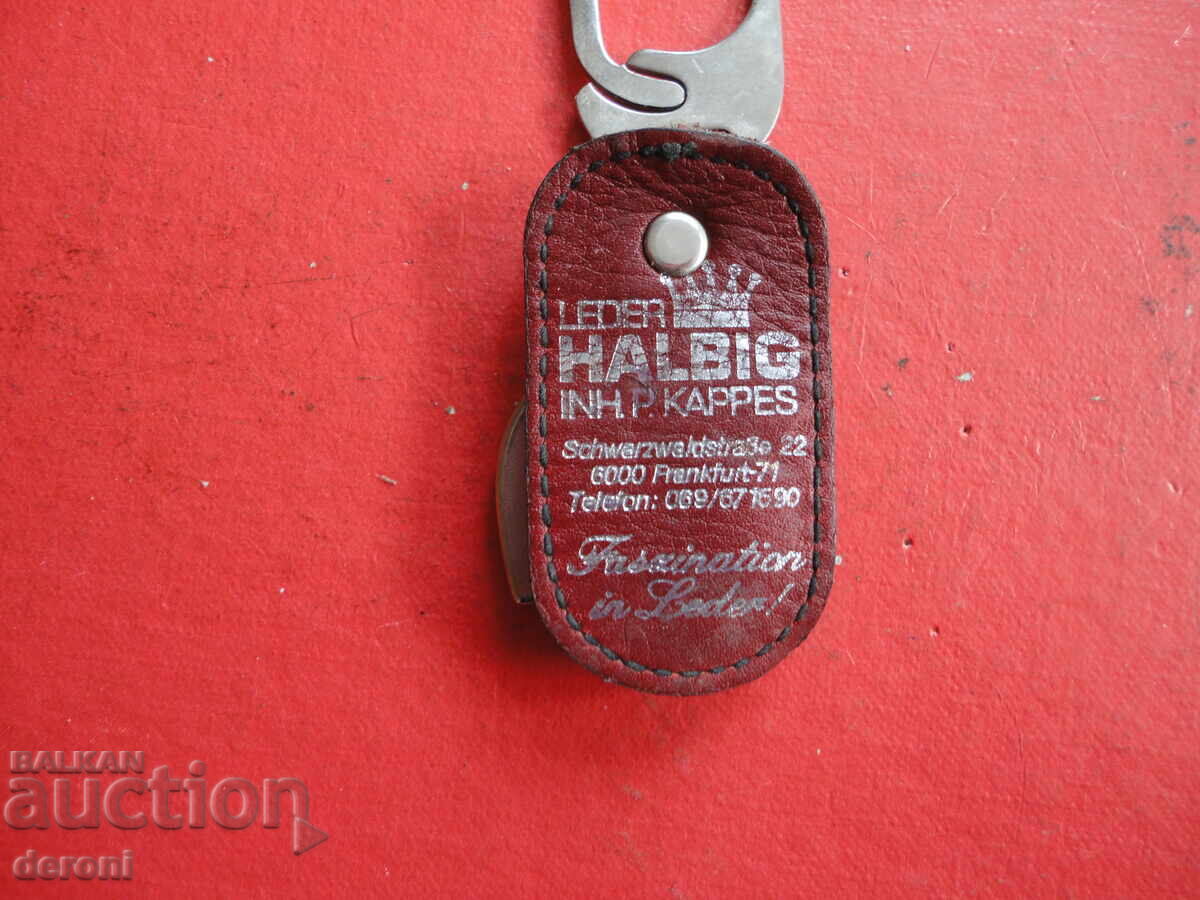 LEDER
HALBIG
INH. P. KAPPES
Schwarzwaldstraße 22
6000 Frankfurt-71
Telefon: 069/671690
Faszination
in Leder!
BALKAN
auction
deroni